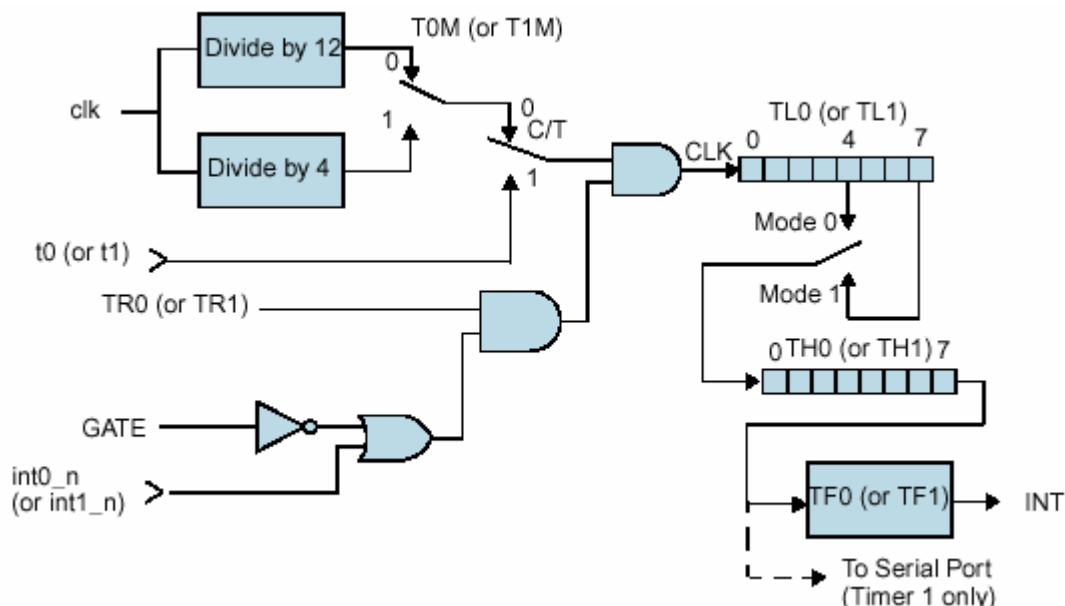 T0M (or T1M)
Divide by 12
0
clk
1
0
C/T
Divide by 4
1
CLK
TL0 (or TL1)
0 4 7
t0 (or t1)
Mode 0
Mode 1
TR0 (or TR1)
0 TH0 (or TH1) 7
GATE
int0_n
(or int1_n)
TF0 (or TF1)
INT
To Serial Port
(Timer 1 only)